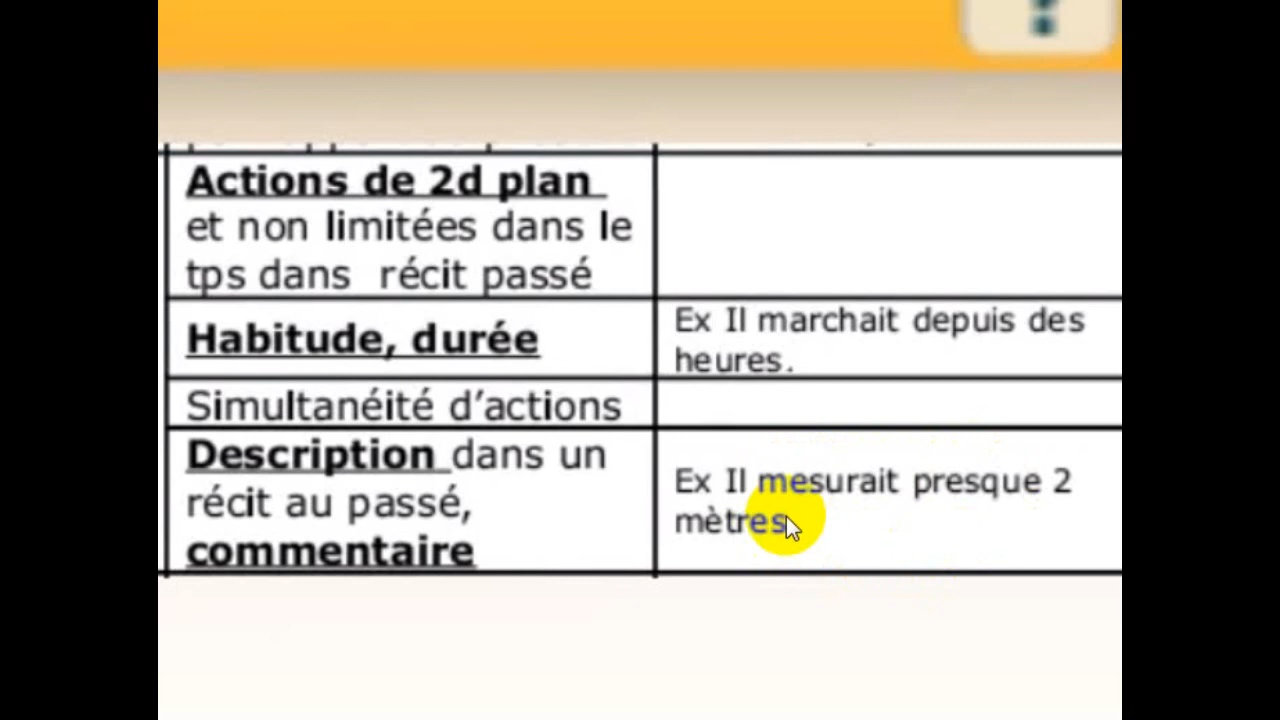 ?
Actions de 2d plan
et non limitées dans le
tps dans récit passé
Habitude, durée
Ex Il marchait depuis des
heures.
Simultanéité d’actions
Description dans un
récit au passé,
commentaire
Ex Il mesurait presque 2
mètres